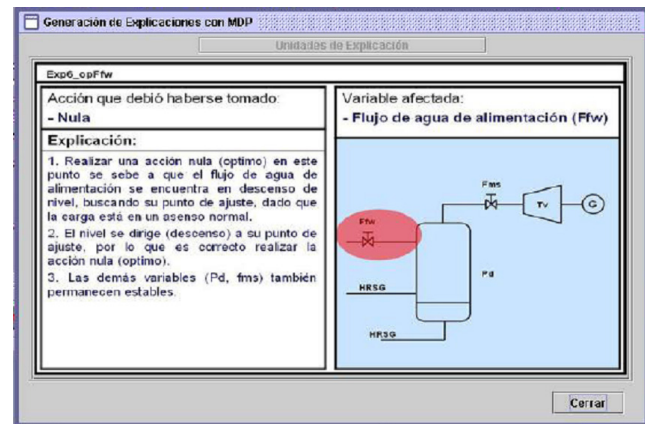 Generación de Explicaciones con MDP
Unidades de Explicación
Exp6_opFfw
Acción que debió haberse tomado:
- Nula
Explicación:
1. Realizar una acción nula (optimo) en este
punto se sebe a que el flujo de agua de
alimentación se encuentra en descenso de
nivel, buscando su punto de ajuste, dado que
la carga está en un asenso normal.
2. El nivel se dirige (descenso) a su punto de
ajuste, por lo que es correcto realizar la
acción nula (optimo).
3. Las demás variables (Pd, fms) también
permanecen estables.
Variable afectada:
- Flujo de agua de alimentación (Ffw)
Fms
Tv
G
Ffw
Pd
HRSG
HRSG
Cerrar